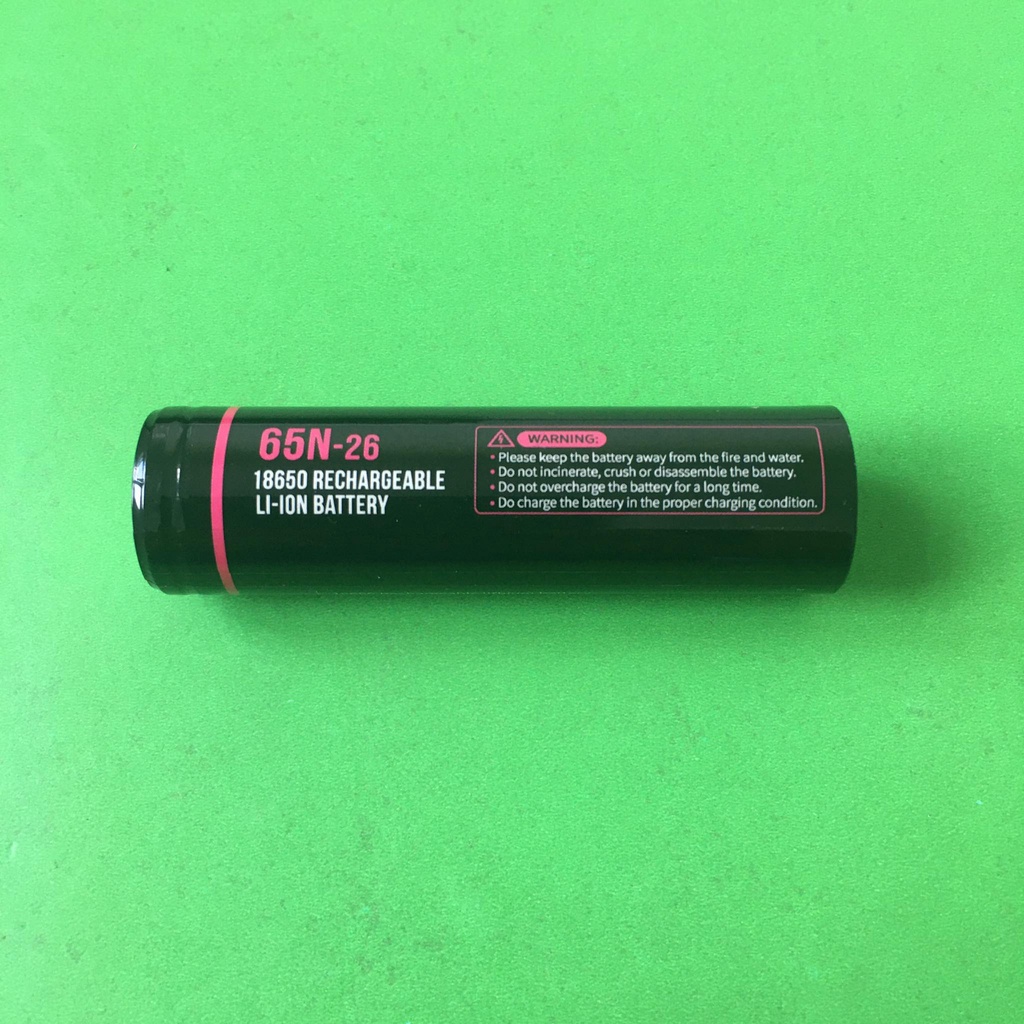 65N-26
18650 RECHARGEABLE
LI-ION BATTERY
WARNING:
• Please keep the battery away from the fire and water.
• Do not incinerate, crush or disassemble the battery.
• Do not overcharge the battery for a long time.
• Do charge the battery in the proper charging condition.